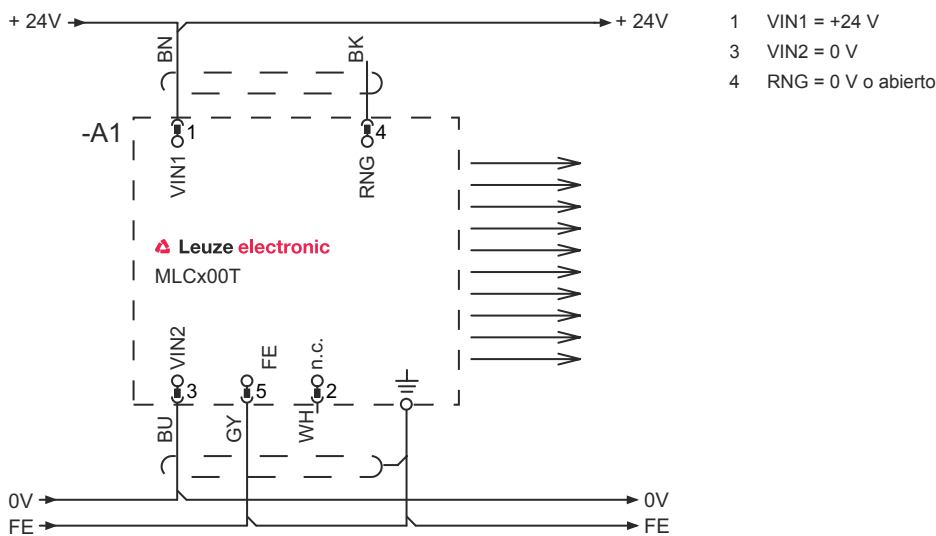 + 24V
+ 24V
1 VIN1 = +24 V
3 VIN2 = 0 V
4 RNG = 0 V o abierto
BN
BK
-A1
1
4
VIN1
RNG
Leuze electronic
MLCx00T
VIN2
FE
n.c.
3
5
2
BU
GY
WH
0V
0V
FE
FE